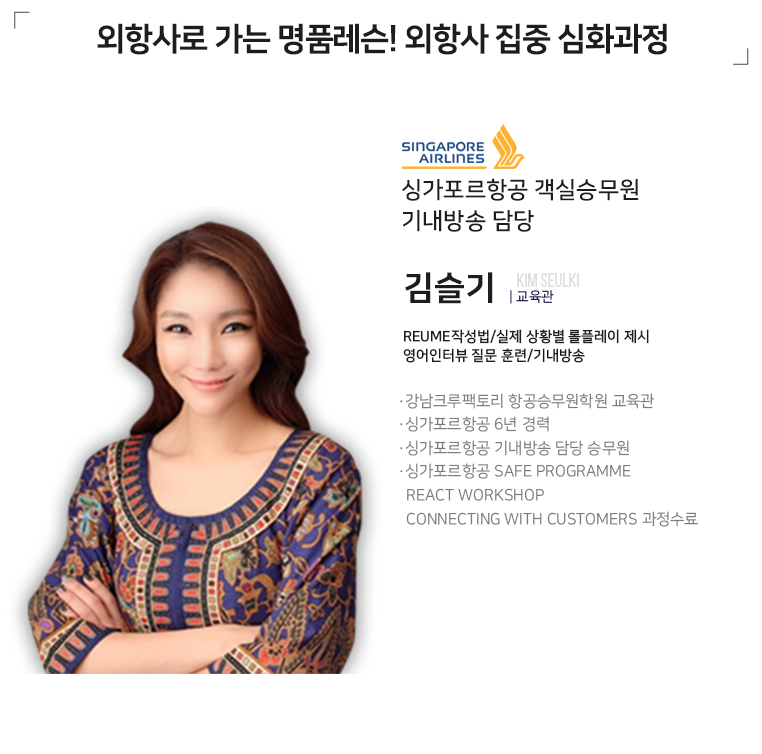 외항사로 가는 명품레슨! 외항사 집중 심화과정
SINGAPORE
AIRLINES
싱가포르항공 객실승무원
기내방송 담당
김슬기
KIM SEULKI
| 교육관
REUME작성법/실제 상황별 롤플레이 제시
영어인터뷰 질문 훈련/기내방송
·강남크루팩토리 항공승무원학원 교육관
·싱가포르항공 6년 경력
·싱가포르항공 기내방송 담당 승무원
·싱가포르항공 SAFE PROGRAMME
REACT WORKSHOP
CONNECTING WITH CUSTOMERS 과정수료